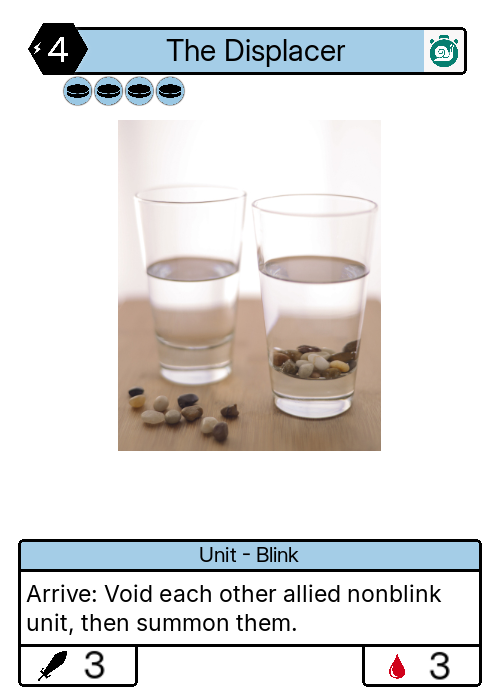 4
The Displacer
Unit - Blink
Arrive: Void each other allied nonblink
unit, then summon them.
3
3